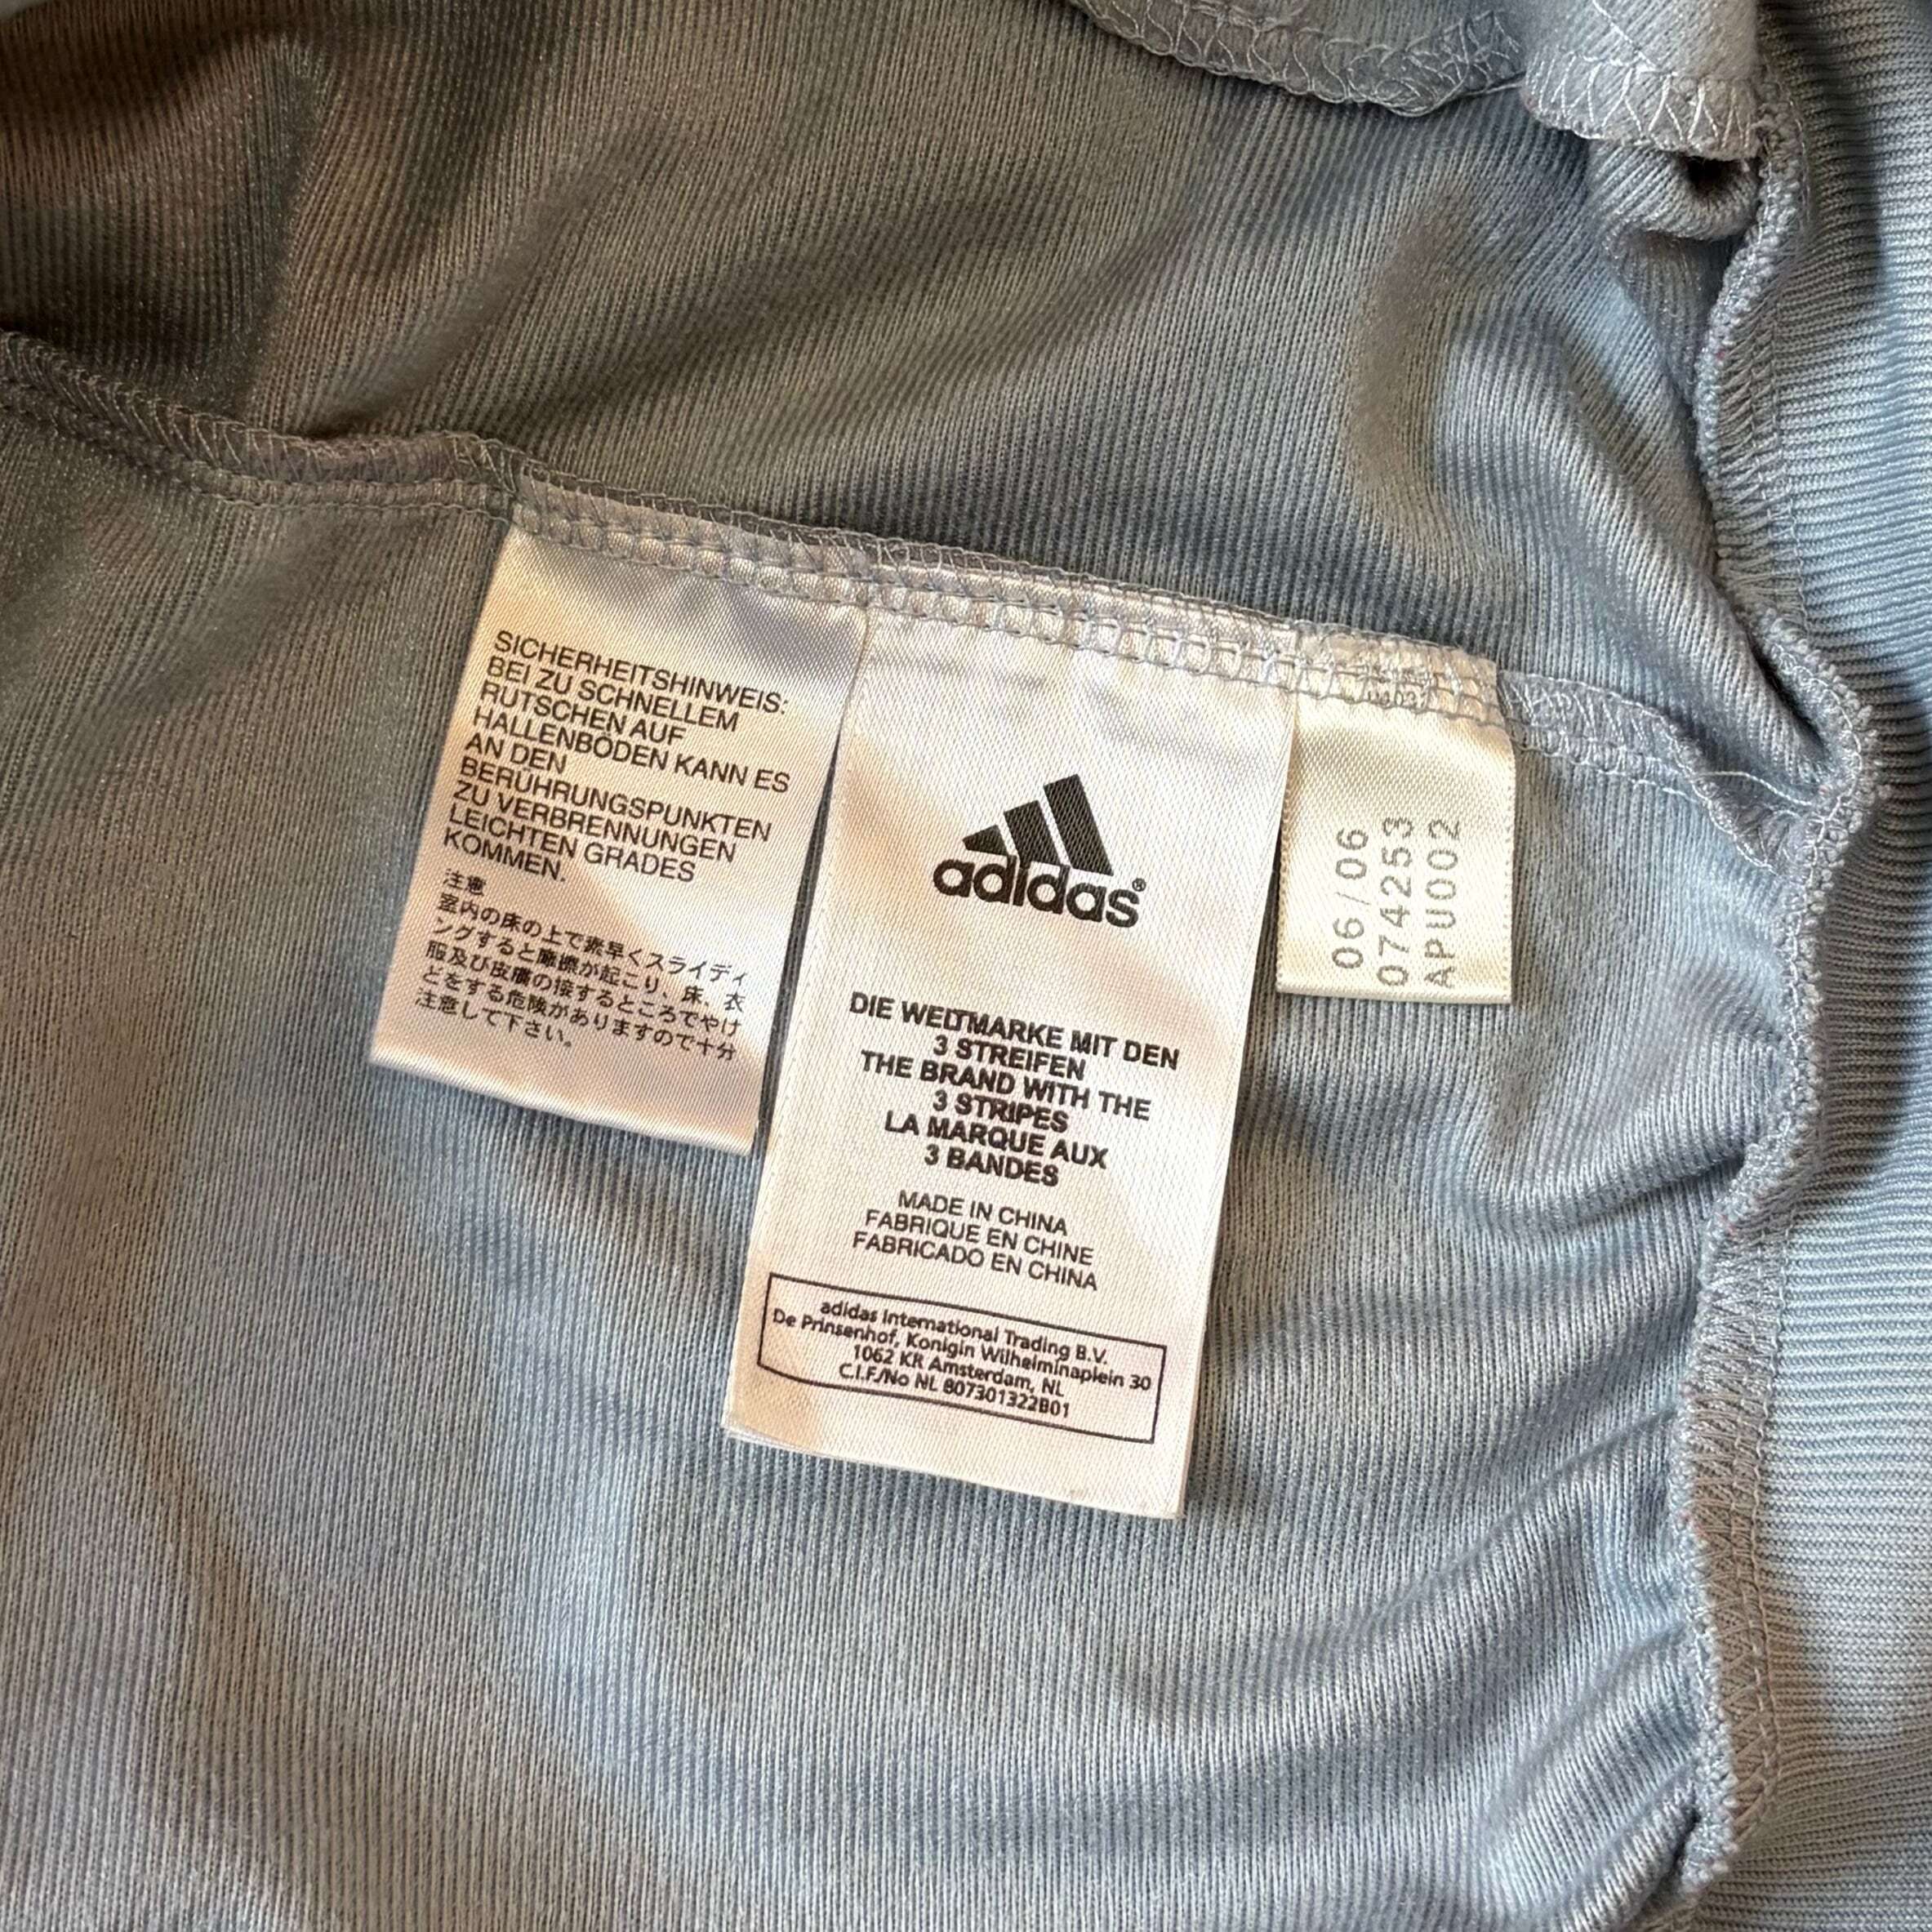 SICHERHEITSHINWEIS:
BEI ZU SCHNELLEM
RUTSCHEN AUF
HALLENBÖDEN KANN ES
AN DEN
BERÜHRUNGSPUNKTEN
ZU VERBRENNUNGEN
LEICHTEN GRADES
KOMMEN.
注意
室内の床の上で素早くスライディ
ングすると摩擦が起こり、床、衣
服及び皮膚の接するところでやけ
どをする危険がありますので十分
注意して下さい。
adidas®
DIE WELTMARKE MIT DEN
3 STREIFEN
THE BRAND WITH THE
3 STRIPES
LA MARQUE AUX
3 BANDES
MADE IN CHINA
FABRIQUE EN CHINE
FABRICADO EN CHINA
adidas International Trading B.V.
De Prinsenhof, Konigin Wilhelminaplein 30
1062 KR Amsterdam, NL
C.I.F./No NL 807301322B01
06/06
074253
APU002